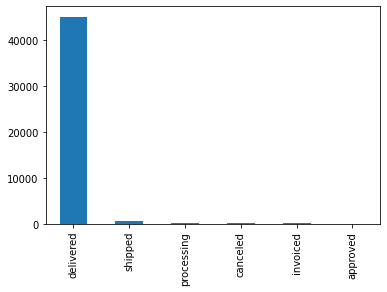 40000
30000
20000
10000
0
delivered
shipped
processing
canceled
invoiced
approved